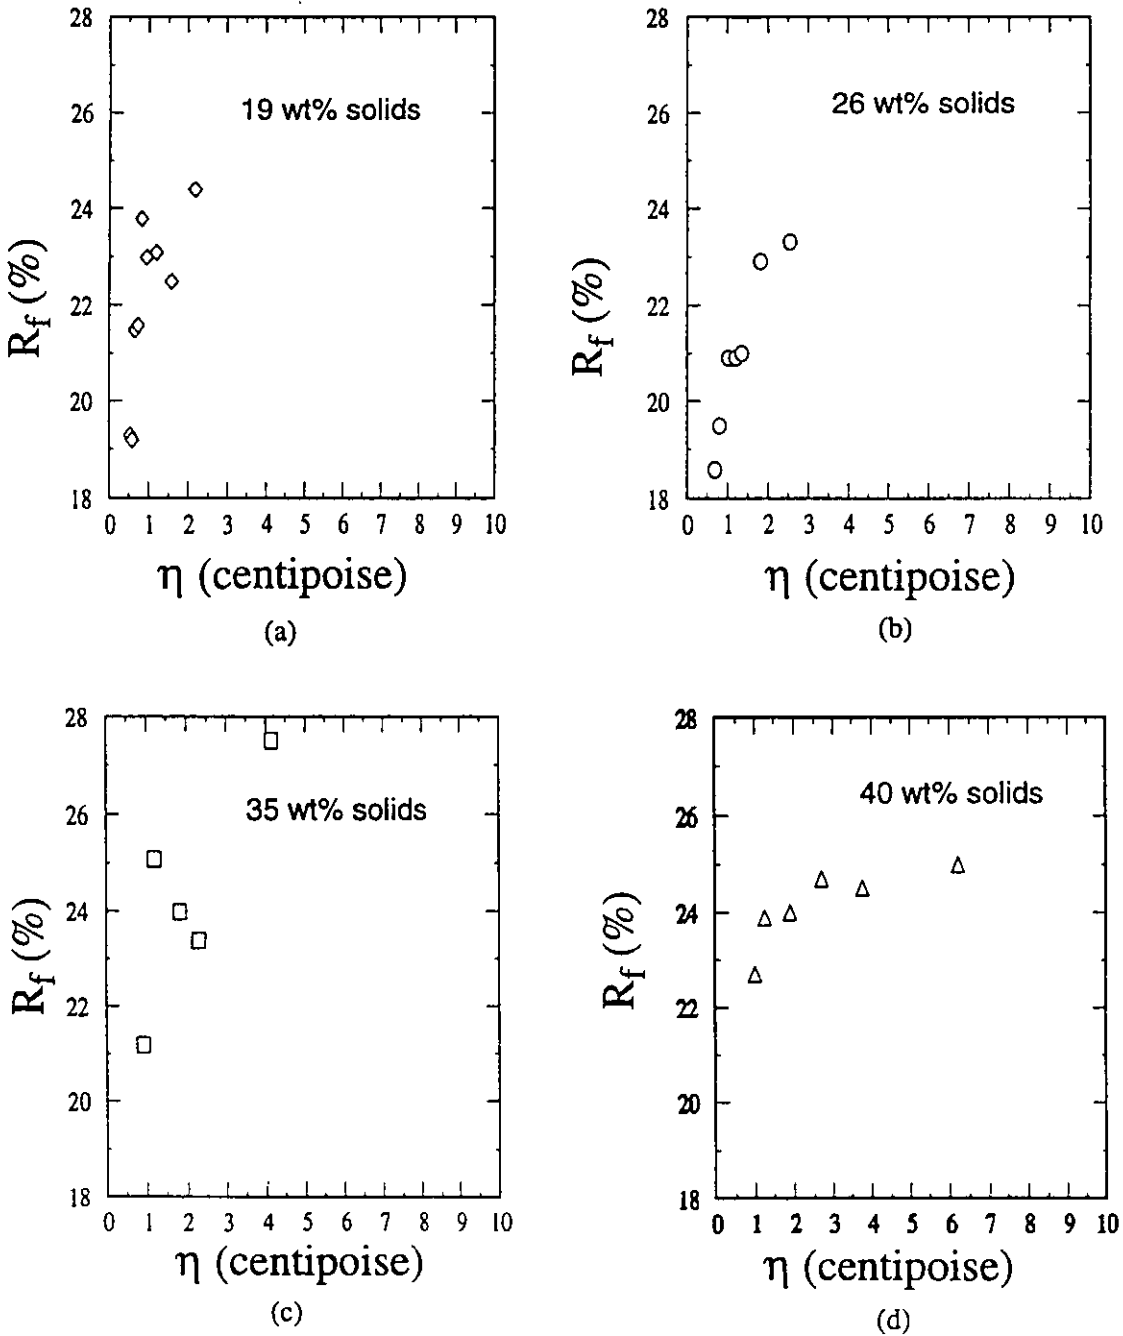 28
26
24
22
20
18
R_f (%)
19 wt% solids
0 1 2 3 4 5 6 7 8 9 10
η (centipoise)
(a)
28
26
24
22
20
18
R_f (%)
26 wt% solids
0 1 2 3 4 5 6 7 8 9 10
η (centipoise)
(b)
28
26
24
22
20
18
R_f (%)
35 wt% solids
0 1 2 3 4 5 6 7 8 9 10
η (centipoise)
(c)
28
26
24
22
20
18
R_f (%)
40 wt% solids
0 1 2 3 4 5 6 7 8 9 10
η (centipoise)
(d)